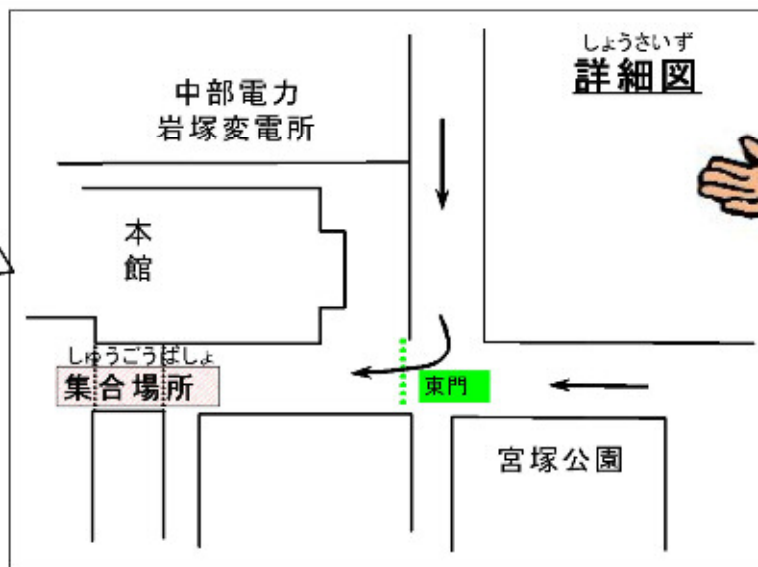 しょうさいず
詳細図
中部電力
岩塚変電所
本
館
しゅうごうばしょ
集合場所
東門
宮塚公園